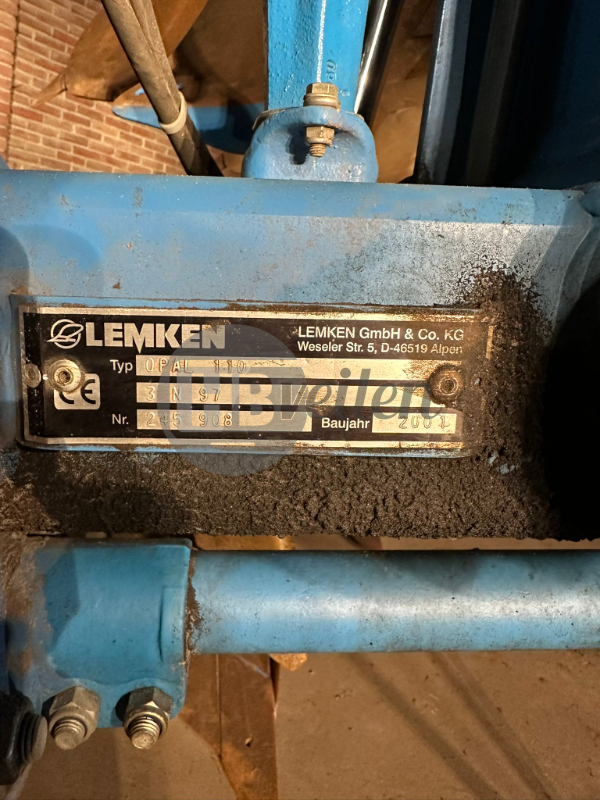 LEMKEN
LEMKEN GmbH & Co. KG
Weseler Str. 5, D-46519 Alpen
Typ OPAL 110
CE
3 N 97
Nr. 245 908 Baujahr 2001
HBveilen